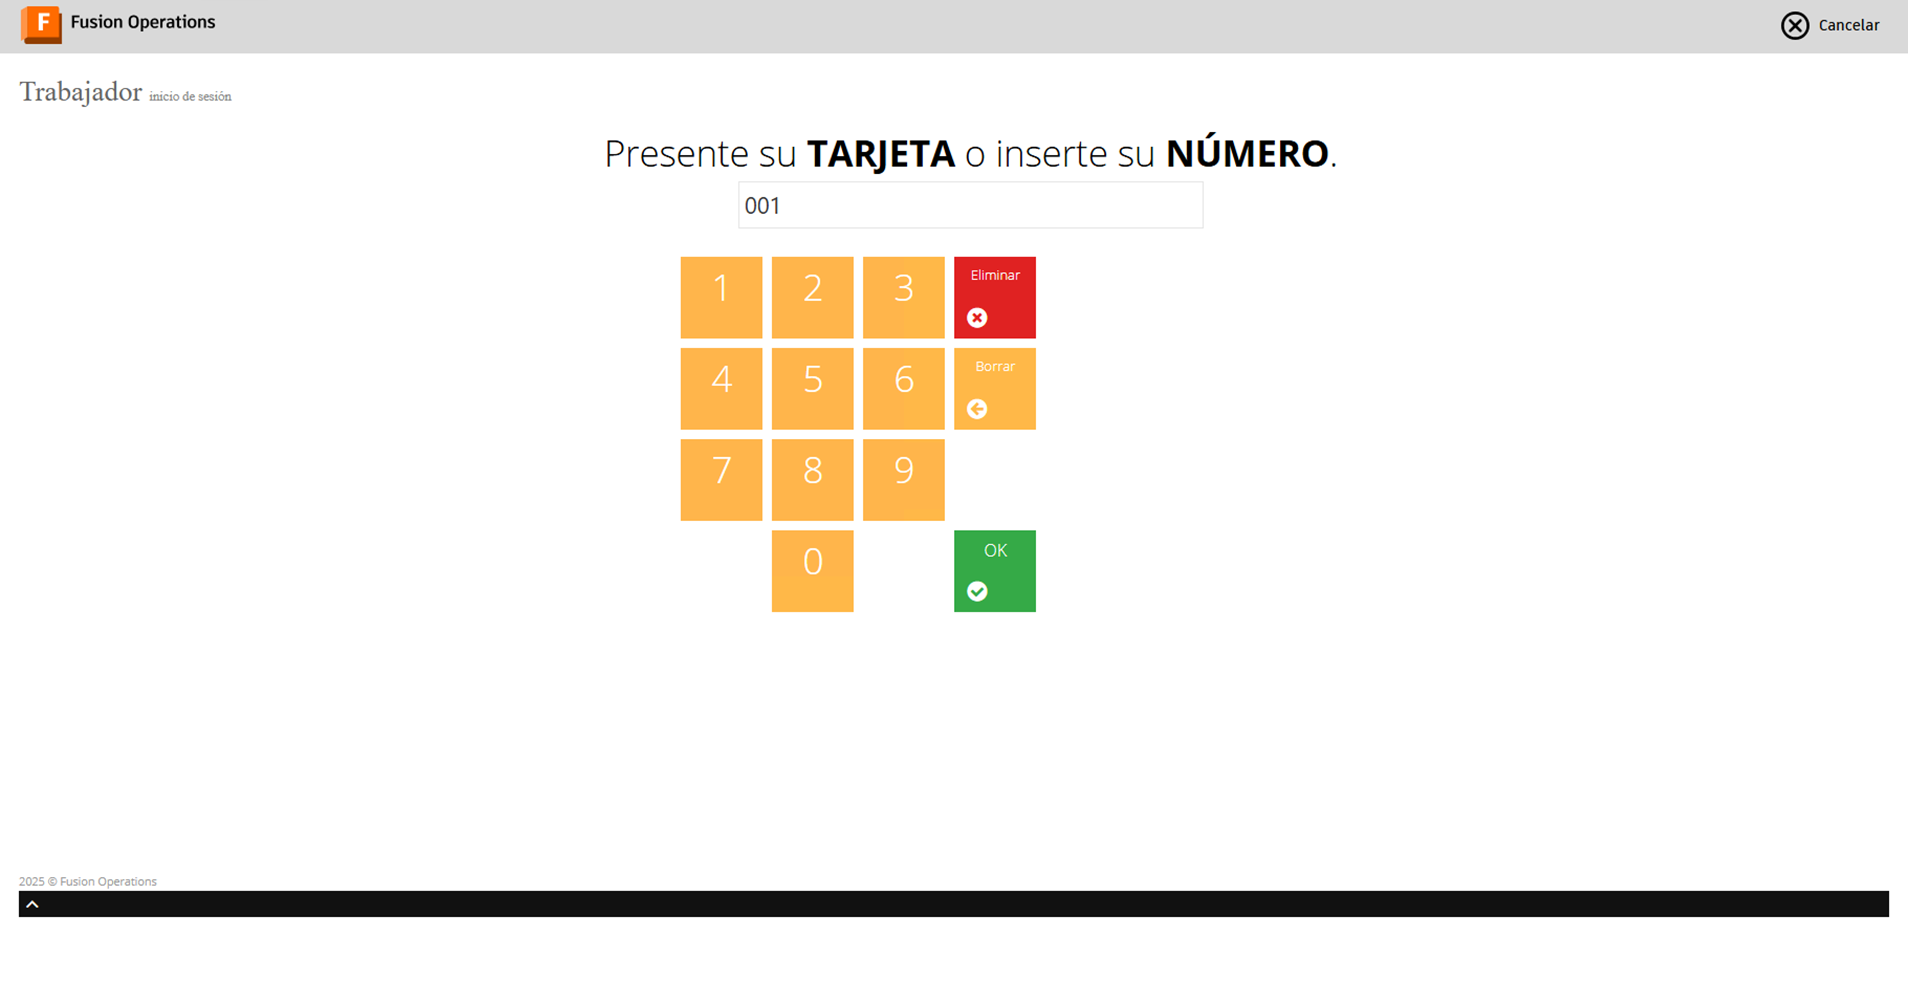 F Fusion Operations
Cancelar
Trabajador inicio de sesión
Presente su TARJETA o inserte su NÚMERO.
001
1 2 3 Eliminar
4 5 6 Borrar
7 8 9
0 OK
2025 © Fusion Operations